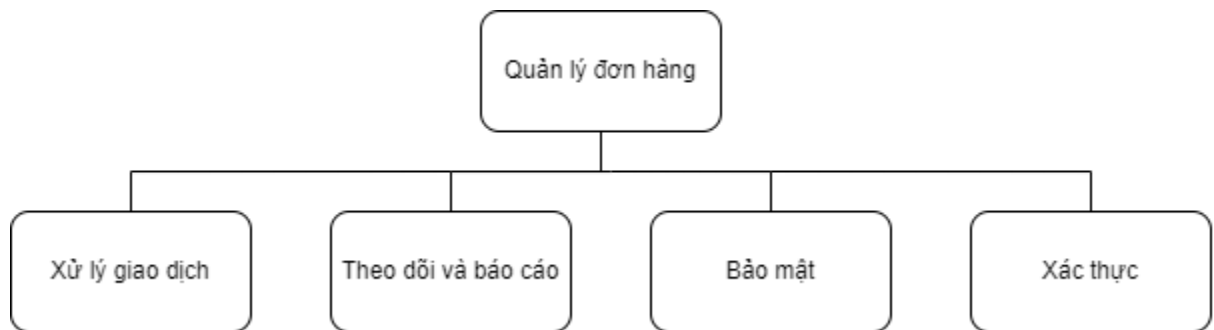 Quản lý đơn hàng
Xử lý giao dịch
Theo dõi và báo cáo
Bảo mật
Xác thực